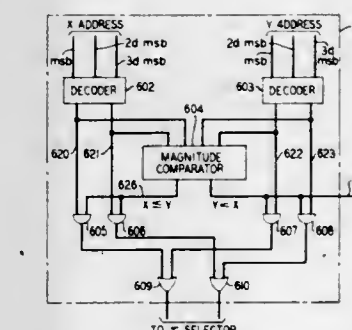 X ADDRESS Y ADDRESS
2d msb 2d msb
msb 3d msb msb 3d msb
DECODER 602 603 DECODER
604
620 621 MAGNITUDE COMPARATOR 622 623
626
X ≤ Y Y < X
605 606 607 608
609 610
TO SELECTOR